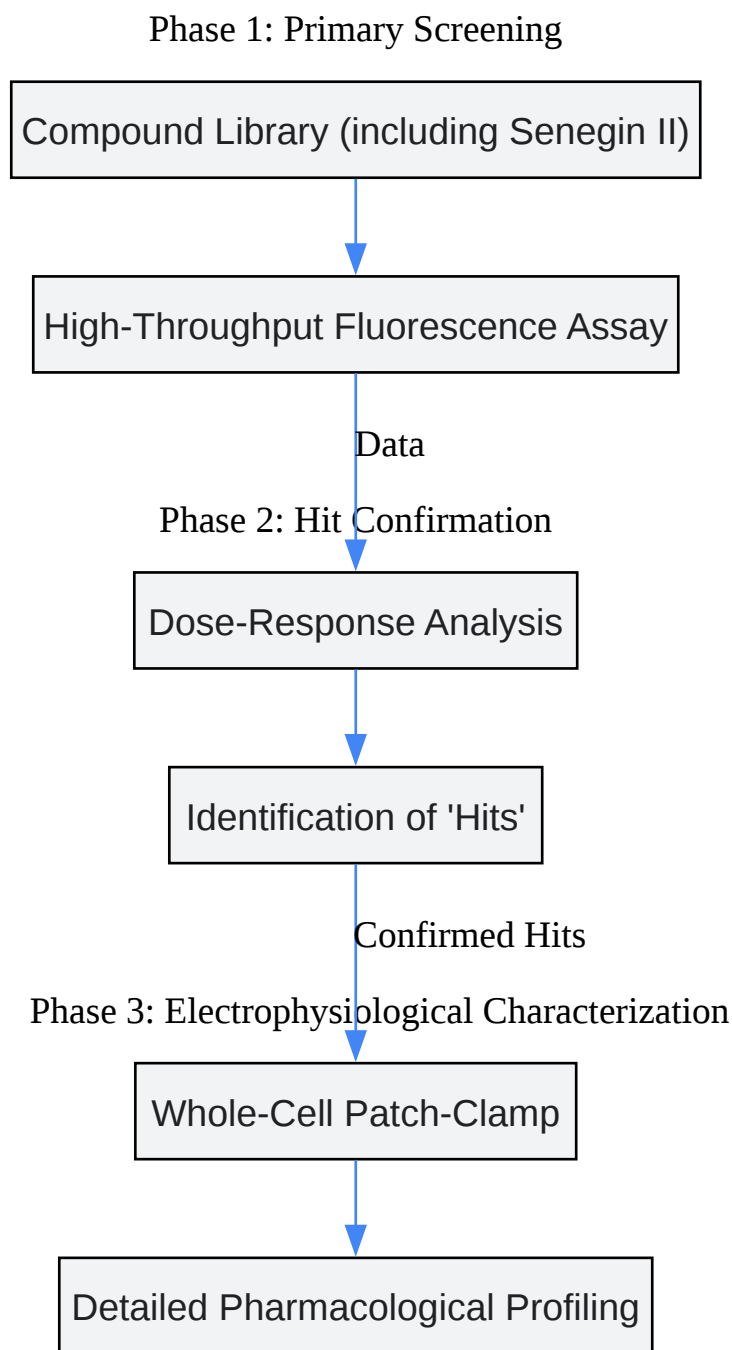 Phase 1: Primary Screening
Compound Library (including Senegin II)
High-Throughput Fluorescence Assay
Data
Phase 2: Hit Confirmation
Dose-Response Analysis
Identification of 'Hits'
Confirmed Hits
Phase 3: Electrophysiological Characterization
Whole-Cell Patch-Clamp
Detailed Pharmacological Profiling